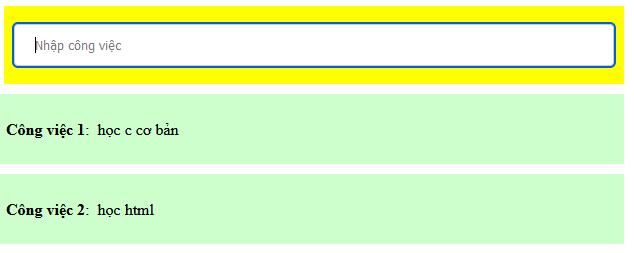 Nhập công việc
Công việc 1:  học c cơ bản
Công việc 2:  học html